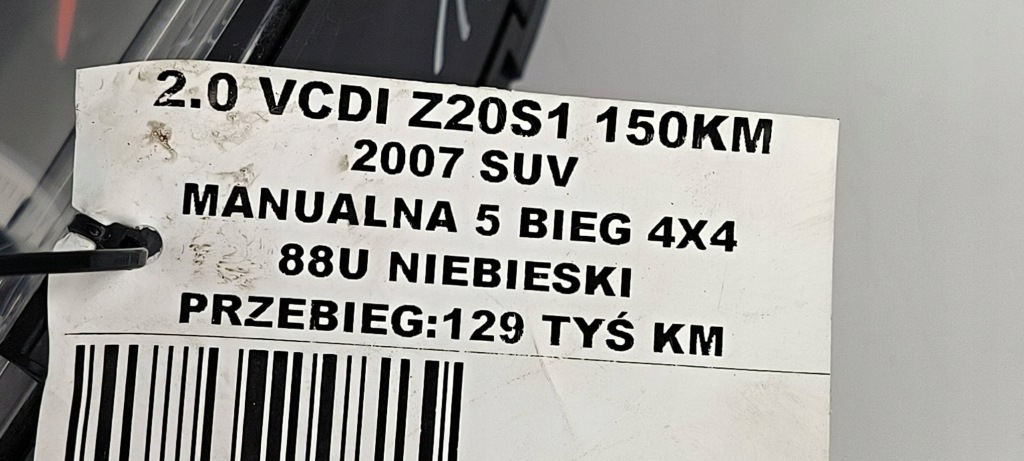 2.0 VCDI Z20S1 150KM
2007 SUV
MANUALNA 5 BIEG 4X4
88U NIEBIESKI
PRZEBIEG:129 TYŚ KM